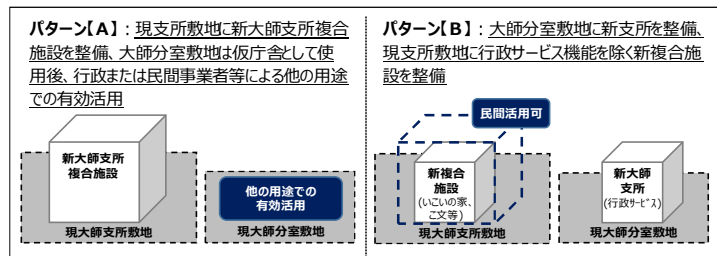 パターン【A】：現支所敷地に新大師支所複合
施設を整備、大師分室敷地は仮庁舎として使
用後、行政または民間事業者等による他の用途
での有効活用
新大師支所
複合施設
現大師支所敷地
他の用途での
有効活用
現大師分室敷地
パターン【B】：大師分室敷地に新支所を整備、
現支所敷地に行政サービス機能を除く新複合施
設を整備
民間活用可
新複合
施設
(いこいの家、
こ文等)
現大師支所敷地
新大師
支所
(行政ｻｰﾋﾞｽ)
現大師分室敷地